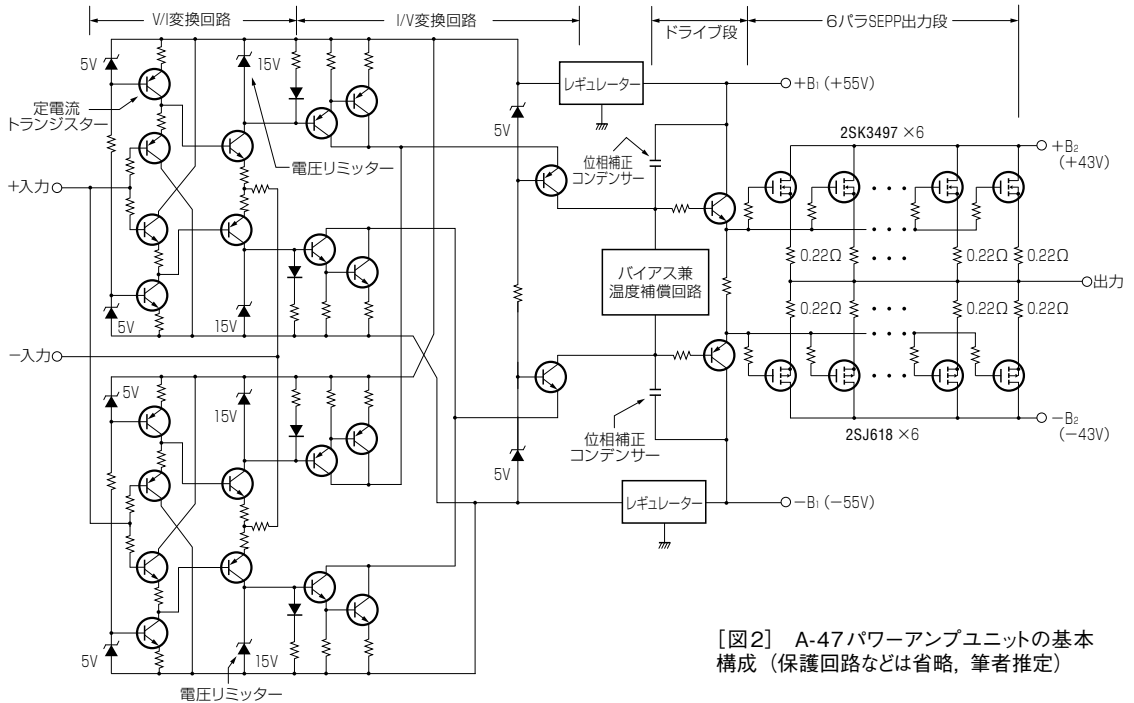 V/I変換回路
I/V変換回路
ドライブ段
6パラSEPP出力段
5V
15V
定電流
トランジスター
電圧リミッター
5V
レギュレーター
+B₁ (+55V)
位相補正
コンデンサー
2SK3497 ×6
+B₂
(+43V)
+入力
0.22Ω
0.22Ω
0.22Ω
バイアス兼
温度補償回路
出力
5V
15V
0.22Ω
0.22Ω
0.22Ω
−入力
5V
15V
位相補正
コンデンサー
5V
2SJ618 ×6
−B₂
(−43V)
レギュレーター
−B₁ (−55V)
5V
15V
電圧リミッター
[図2] A-47パワーアンプユニットの基本
構成 (保護回路などは省略, 筆者推定)